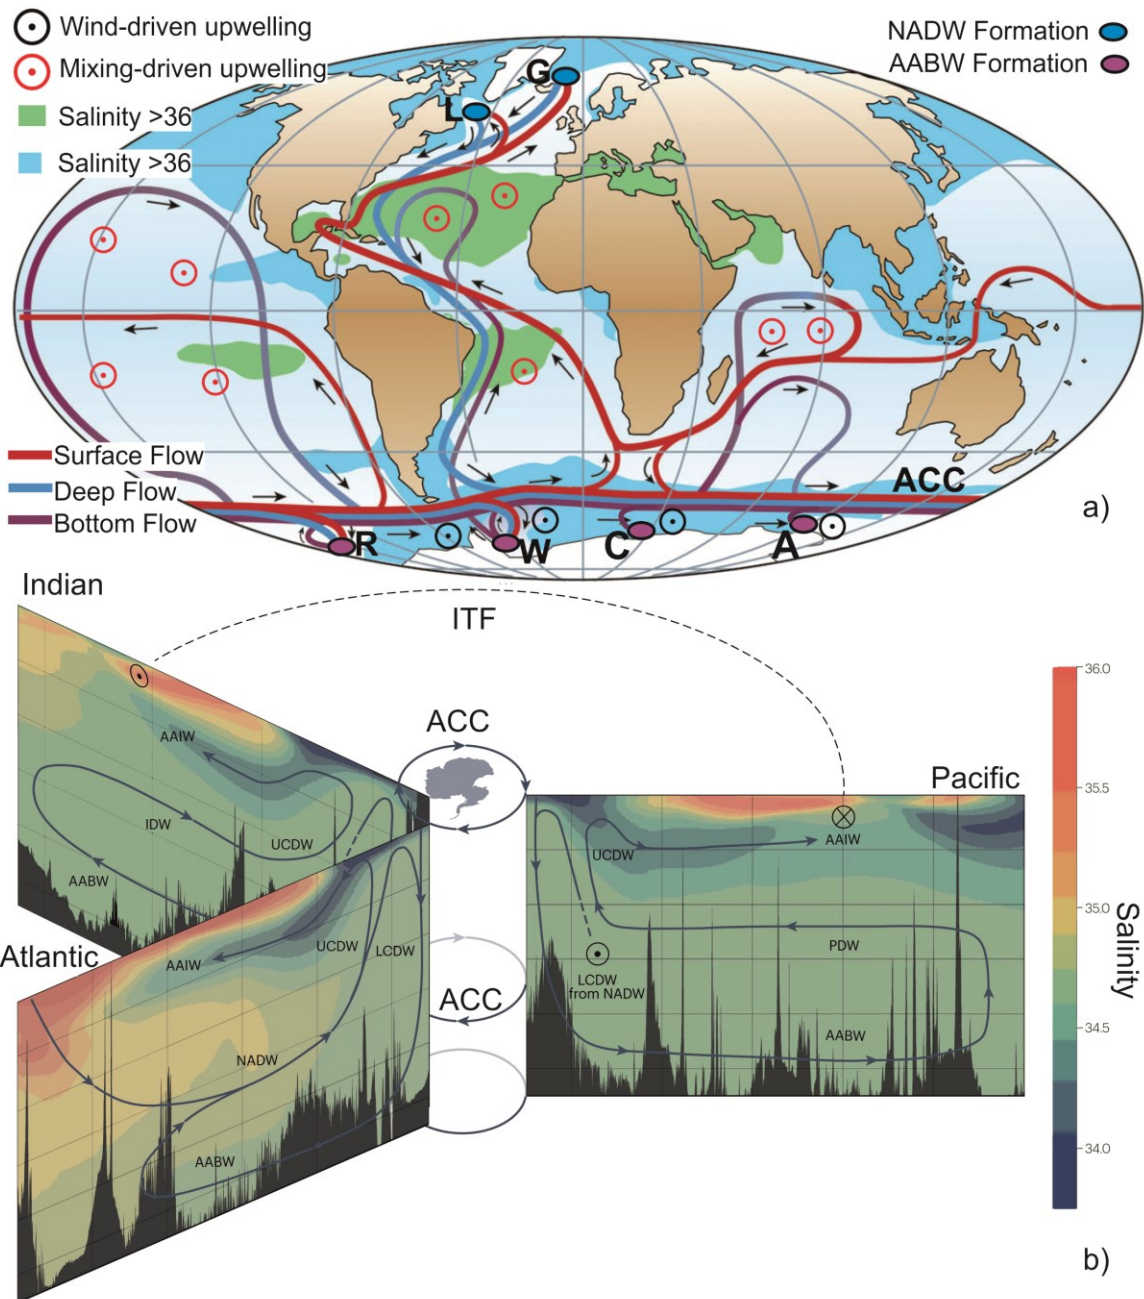 Wind-driven upwelling
Mixing-driven upwelling
Salinity >36
Salinity >36
NADW Formation
AABW Formation
G
L
Surface Flow
Deep Flow
Bottom Flow
ACC
a)
R
W
C
A
Indian
ITF
ACC
AAIW
IDW
UCDW
AABW
Pacific
UCDW
AAIW
PDW
LCDW
from NADW
AABW
Atlantic
AAIW
UCDW
LCDW
NADW
AABW
ACC
36.0
35.5
35.0
34.5
34.0
Salinity
b)